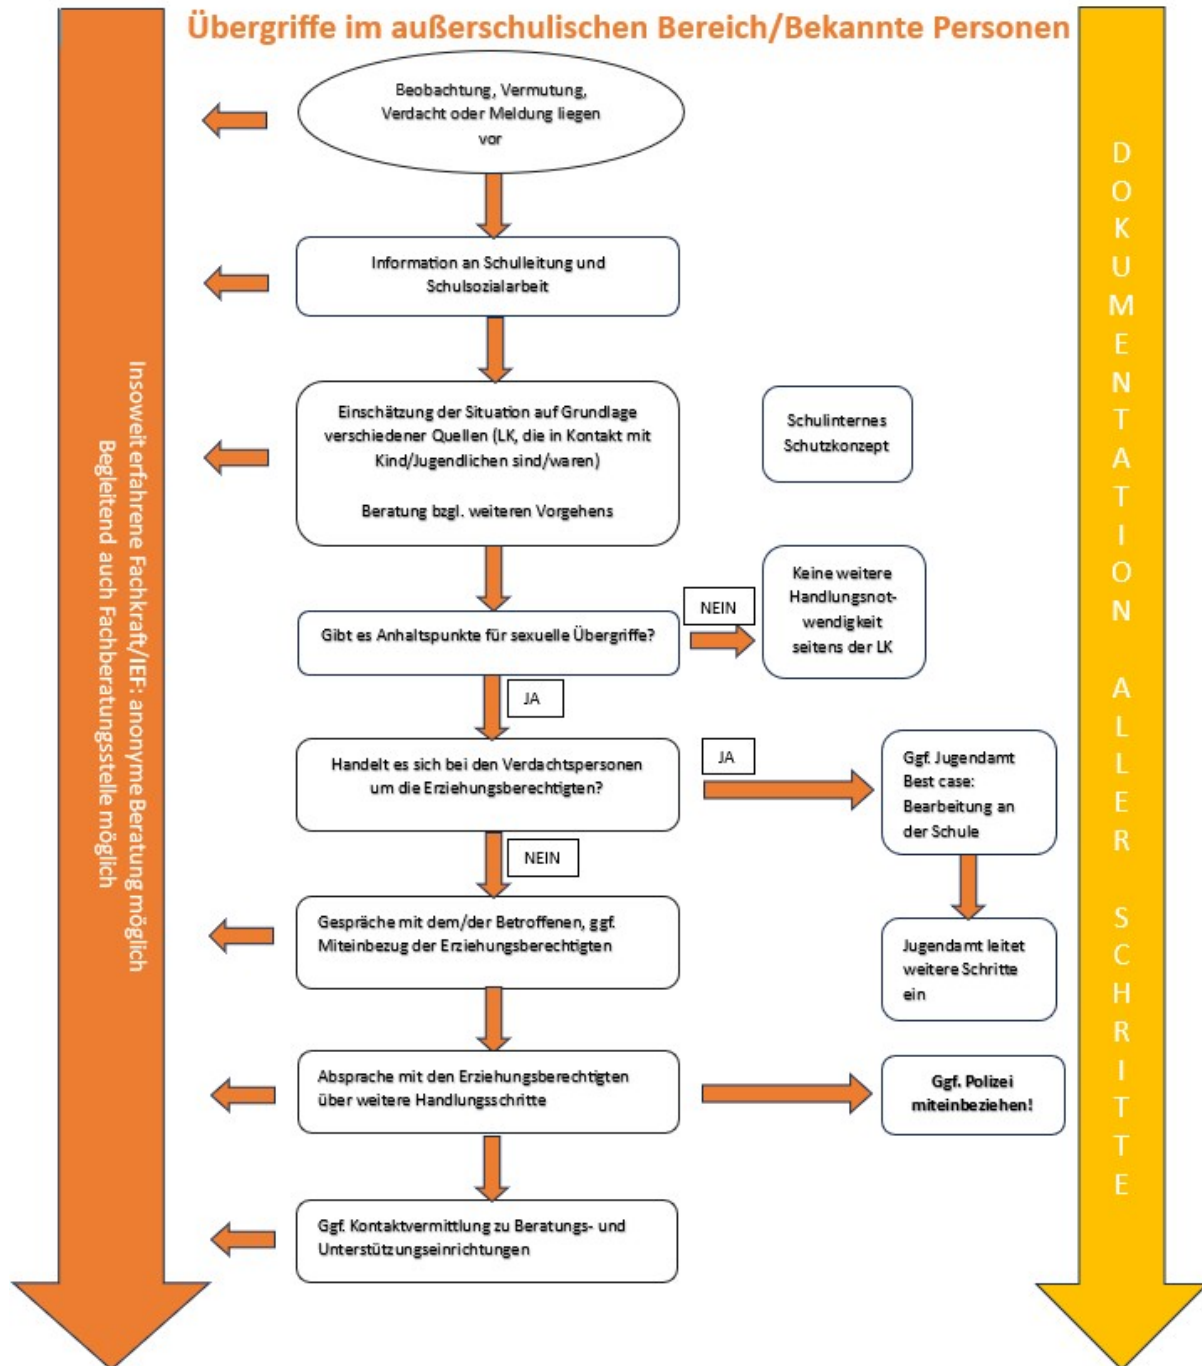 Übergriffe im außerschulischen Bereich/Bekannte Personen
Beobachtung, Vermutung,
Verdacht oder Meldung liegen
vor
Information an Schulleitung und
Schulsozialarbeit
Einschätzung der Situation auf Grundlage
verschiedener Quellen (LK, die in Kontakt mit
Kind/Jugendlichen sind/waren)
Beratung bzgl. weiteren Vorgehens
Schulinternes
Schutzkonzept
Gibt es Anhaltspunkte für sexuelle Übergriffe?
NEIN
Keine weitere
Handlungsnot-
wendigkeit
seitens der LK
JA
Handelt es sich bei den Verdachtspersonen
um die Erziehungsberechtigten?
JA
Ggf. Jugendamt
Best case:
Bearbeitung an
der Schule
NEIN
Jugendamt leitet
weitere Schritte
ein
Gespräche mit dem/der Betroffenen, ggf.
Miteinbezug der Erziehungsberechtigten
Absprache mit den Erziehungsberechtigten
über weitere Handlungsschritte
Ggf. Polizei
miteinbeziehen!
Ggf. Kontaktvermittlung zu Beratungs- und
Unterstützungseinrichtungen
Insoweit erfahrene Fachkraft/IEF: anonyme Beratung möglich
Begleitend auch Fachberatungsstelle möglich
DOKUMENTATION ALLER SCHRITTE